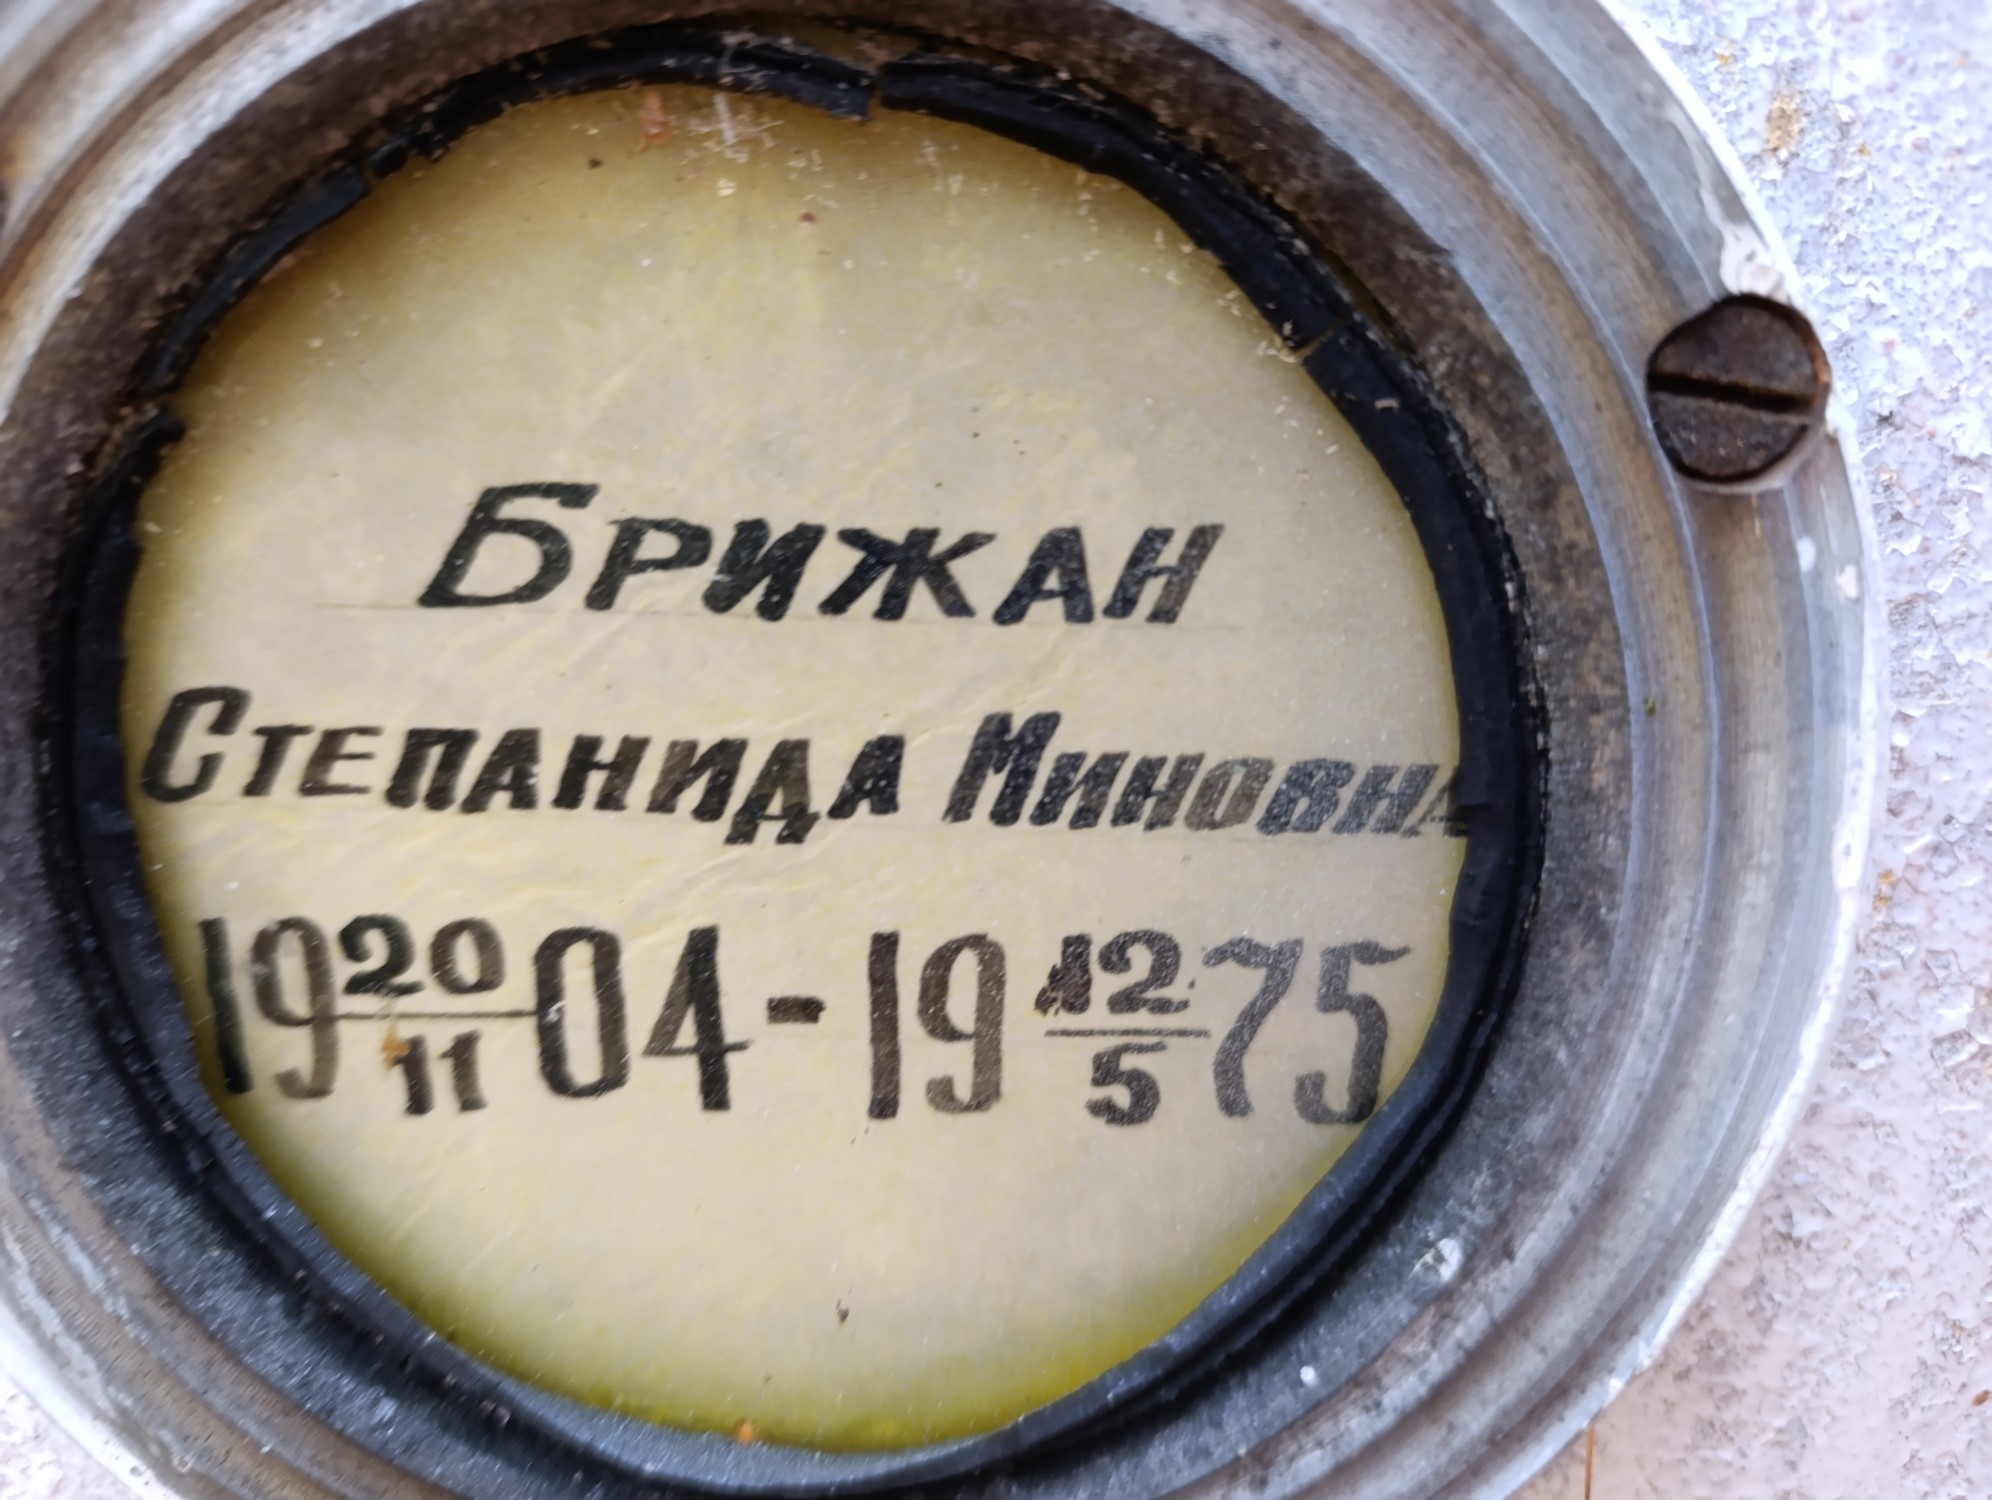 Брижан
Степанида Миновна
19 20/11 04 - 19 12/5 75